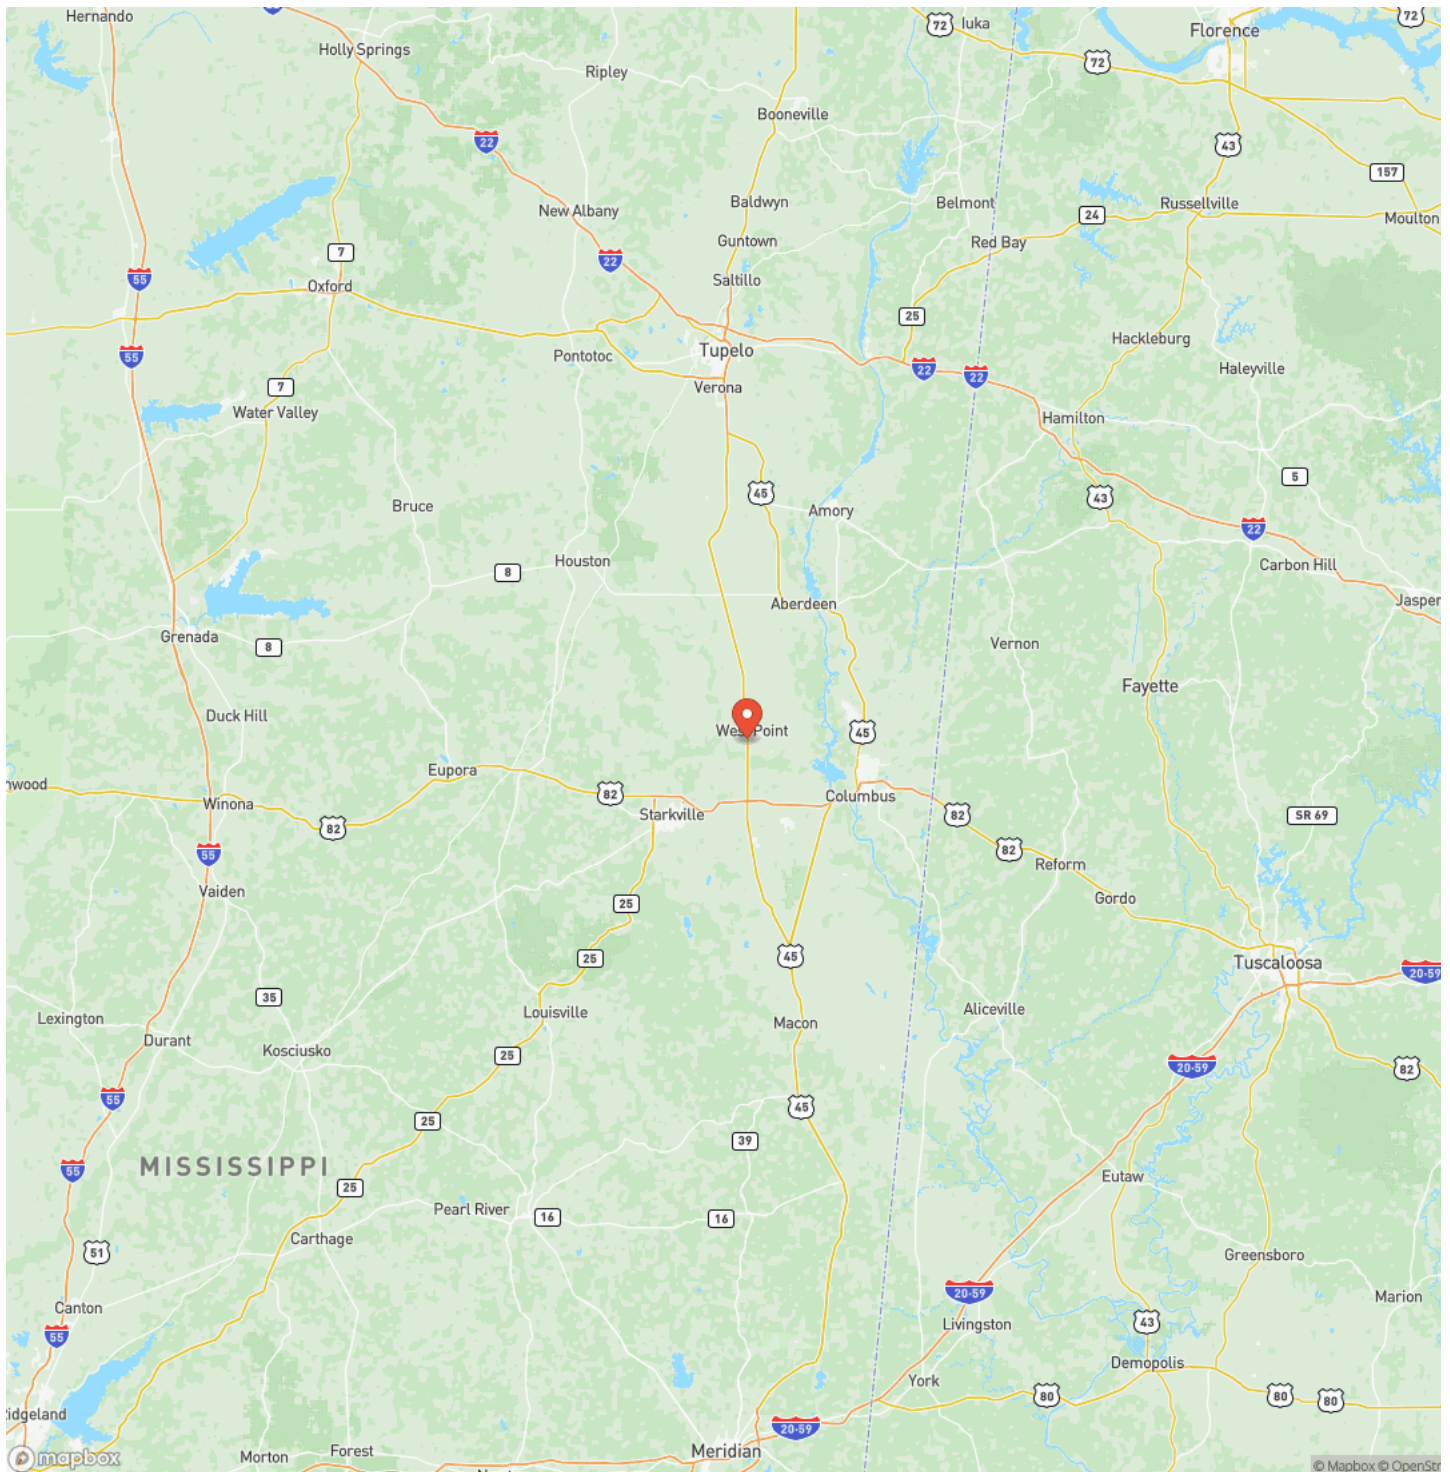 Hernando
72
Iuka
Florence
72
Holly Springs
72
Ripley
Booneville
22
43
157
New Albany
Baldwyn
Belmont
24
Russellville
Moulton
7
Guntown
Red Bay
22
55
Saltillo
Oxford
25
55
Pontotoc
Tupelo
Hackleburg
22
22
Haleyville
7
Verona
Water Valley
Hamilton
5
45
43
Bruce
Amory
22
8
Houston
Carbon Hill
Aberdeen
Jasper
Grenada
8
Vernon
Fayette
Duck Hill
West Point
45
Eupora
nwood
82
Columbus
Winona
82
Starkville
82
SR 69
55
82
Reform
Vaiden
25
Gordo
25
45
Tuscaloosa
20-59
35
Lexington
Louisville
Aliceville
Durant
Kosciusko
25
Macon
20-59
82
55
45
25
39
MISSISSIPPI
55
25
Eutaw
Pearl River
16
16
51
Carthage
Greensboro
20-59
Canton
Marion
55
Livingston
43
Demopolis
York
80
80
80
Ridgeland
20-59
Morton
Forest
Meridian
mapbox
© Mapbox © OpenStr